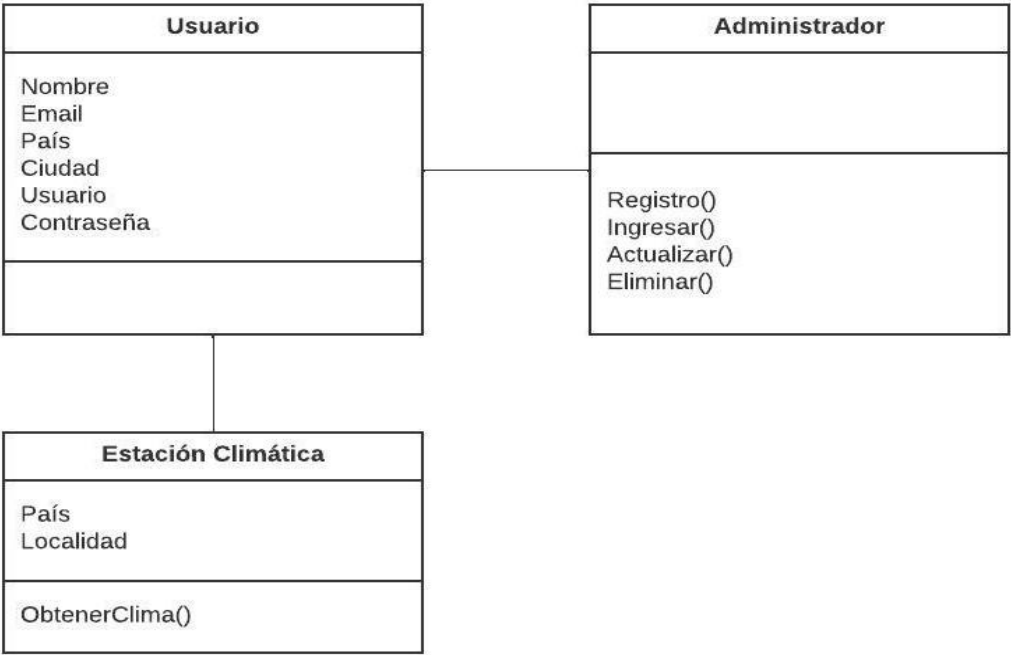 Usuario
Nombre
Email
País
Ciudad
Usuario
Contraseña
Administrador
Registro()
Ingresar()
Actualizar()
Eliminar()
Estación Climática
País
Localidad
ObtenerClima()